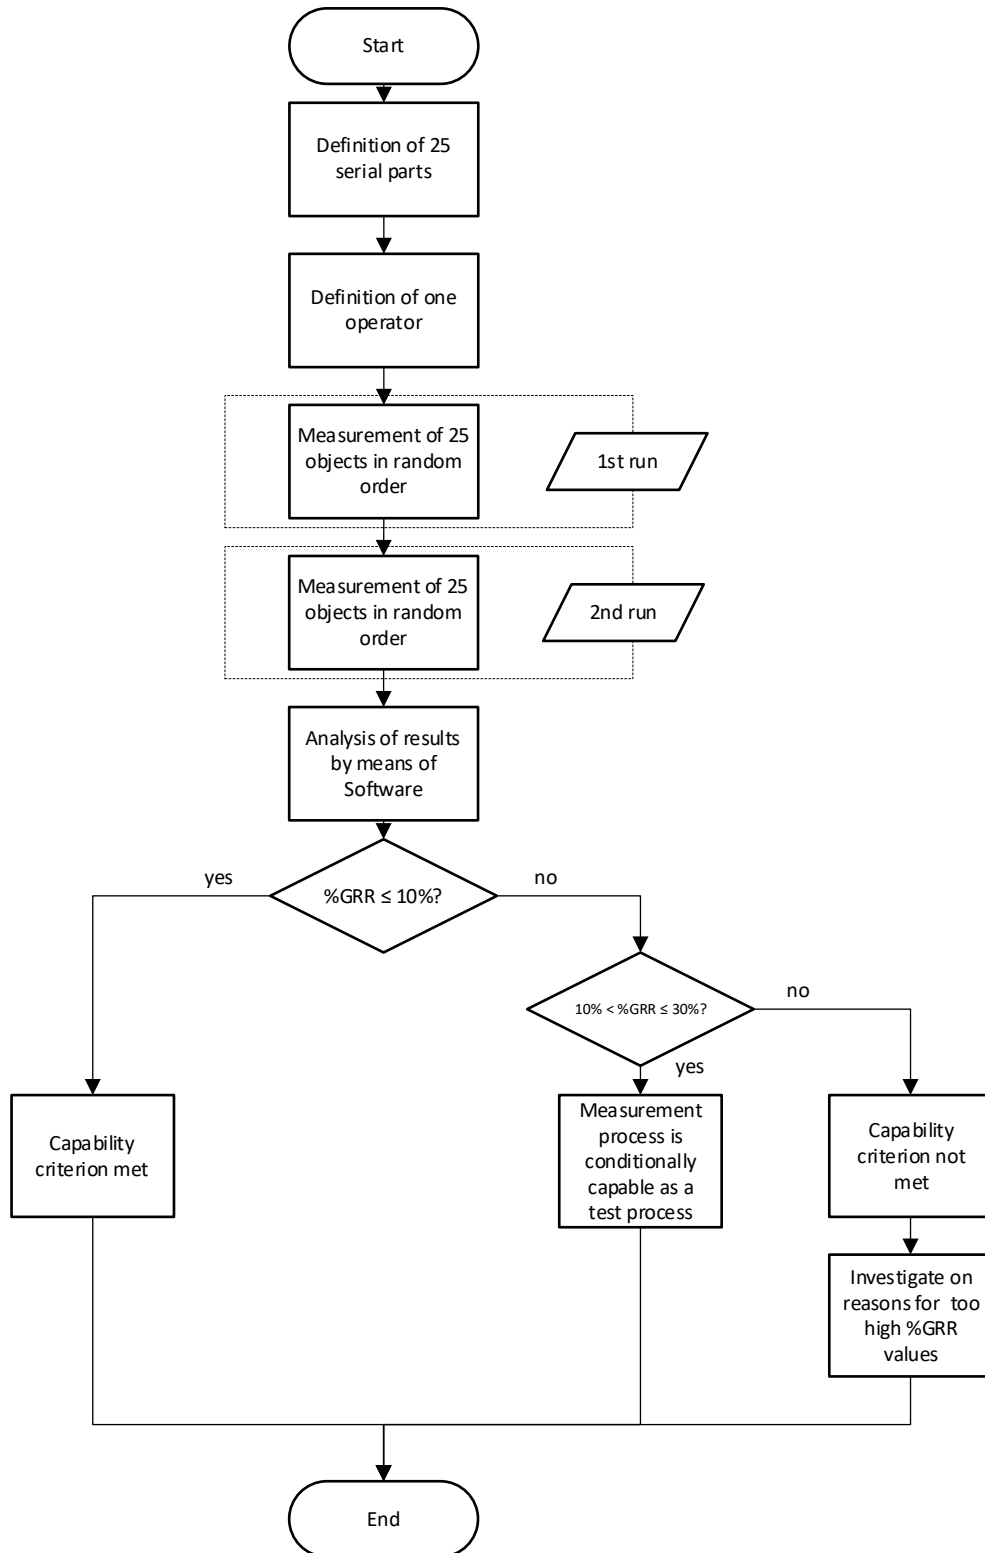 Start
Definition of 25
serial parts
Definition of one
operator
Measurement of 25
objects in random
order
1st run
Measurement of 25
objects in random
order
2nd run
Analysis of results
by means of
Software
%GRR ≤ 10%?
yes
no
10% < %GRR ≤ 30%?
no
yes
Capability
criterion met
Measurement
process is
conditionally
capable as a
test process
Capability
criterion not
met
Investigate on
reasons for too
high %GRR
values
End